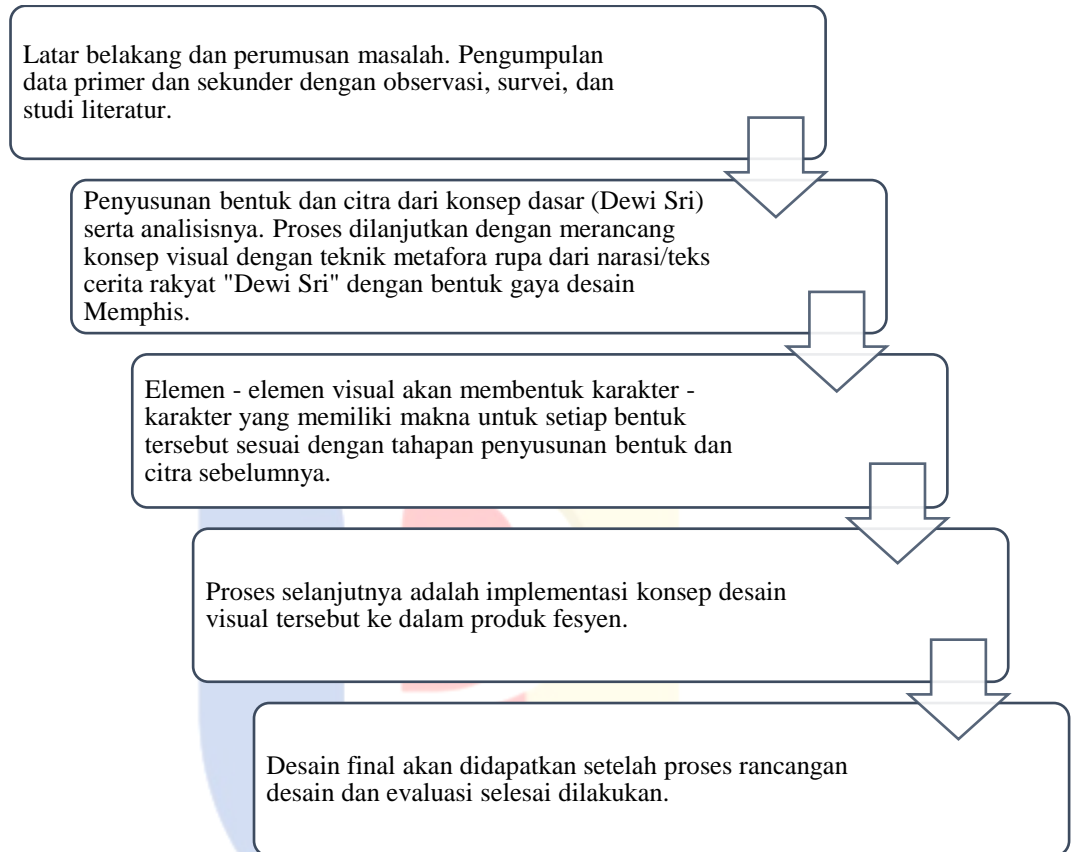 Latar belakang dan perumusan masalah. Pengumpulan
data primer dan sekunder dengan observasi, survei, dan
studi literatur.
Penyusunan bentuk dan citra dari konsep dasar (Dewi Sri)
serta analisisnya. Proses dilanjutkan dengan merancang
konsep visual dengan teknik metafora rupa dari narasi/teks
cerita rakyat "Dewi Sri" dengan bentuk gaya desain
Memphis.
Elemen - elemen visual akan membentuk karakter -
karakter yang memiliki makna untuk setiap bentuk
tersebut sesuai dengan tahapan penyusunan bentuk dan
citra sebelumnya.
Proses selanjutnya adalah implementasi konsep desain
visual tersebut ke dalam produk fesyen.
Desain final akan didapatkan setelah proses rancangan
desain dan evaluasi selesai dilakukan.